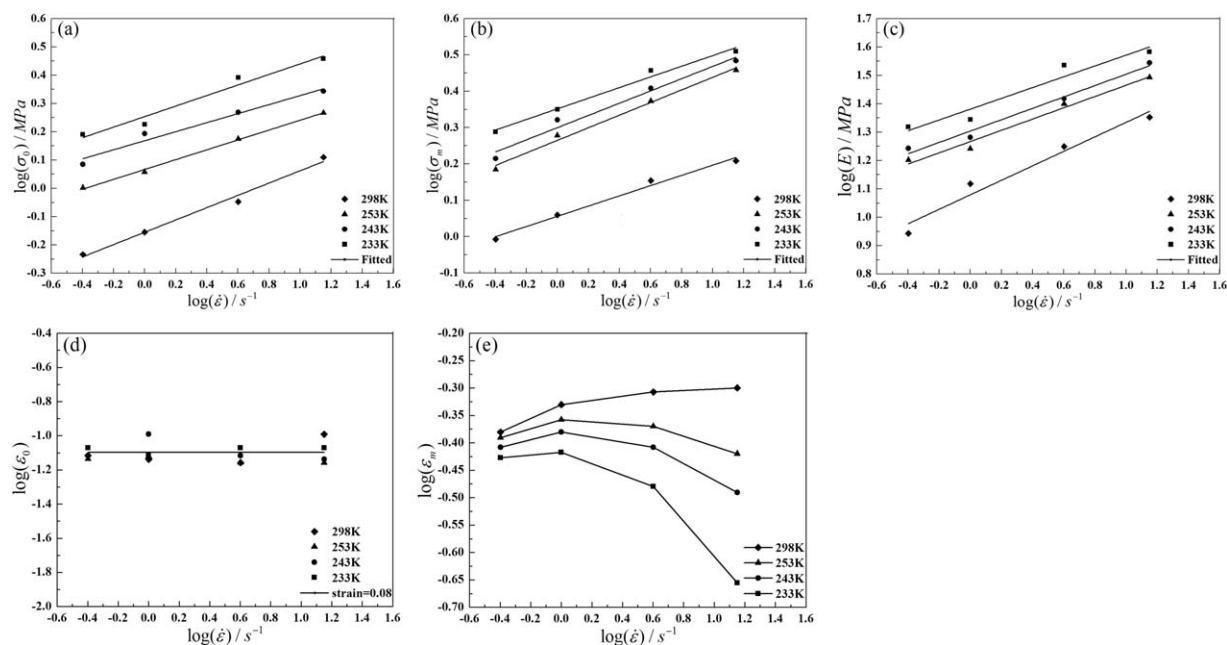 (a)
log(σ₀) / MPa
0.6
0.5
0.4
0.3
0.2
0.1
0.0
-0.1
-0.2
-0.3
298K
253K
243K
233K
Fitted
-0.6 -0.4 -0.2 0.0 0.2 0.4 0.6 0.8 1.0 1.2 1.4 1.6
log(ε̇) / s⁻¹
(b)
log(σₘ) / MPa
0.6
0.5
0.4
0.3
0.2
0.1
0.0
0.1
298K
253K
243K
233K
Fitted
-0.6 -0.4 -0.2 0.0 0.2 0.4 0.6 0.8 1.0 1.2 1.4 1.6
log(ε̇) / s⁻¹
(c)
log(E) / MPa
1.7
1.6
1.5
1.4
1.3
1.2
1.1
1.0
0.9
0.8
298K
253K
243K
233K
Fitted
-0.6 -0.4 -0.2 0.0 0.2 0.4 0.6 0.8 1.0 1.2 1.4 1.6
log(ε̇) / s⁻¹
(d)
log(ε₀)
-0.4
-0.6
-0.8
-1.0
-1.2
-1.4
-1.6
-1.8
-2.0
298K
253K
243K
233K
strain=0.08
-0.6 -0.4 -0.2 0.0 0.2 0.4 0.6 0.8 1.0 1.2 1.4 1.6
log(ε̇) / s⁻¹
(e)
log(εₘ)
-0.20
-0.25
-0.30
-0.35
-0.40
-0.45
-0.50
-0.55
-0.60
-0.65
-0.70
298K
253K
243K
233K
-0.6 -0.4 -0.2 0.0 0.2 0.4 0.6 0.8 1.0 1.2 1.4 1.6
log(ε̇) / s⁻¹